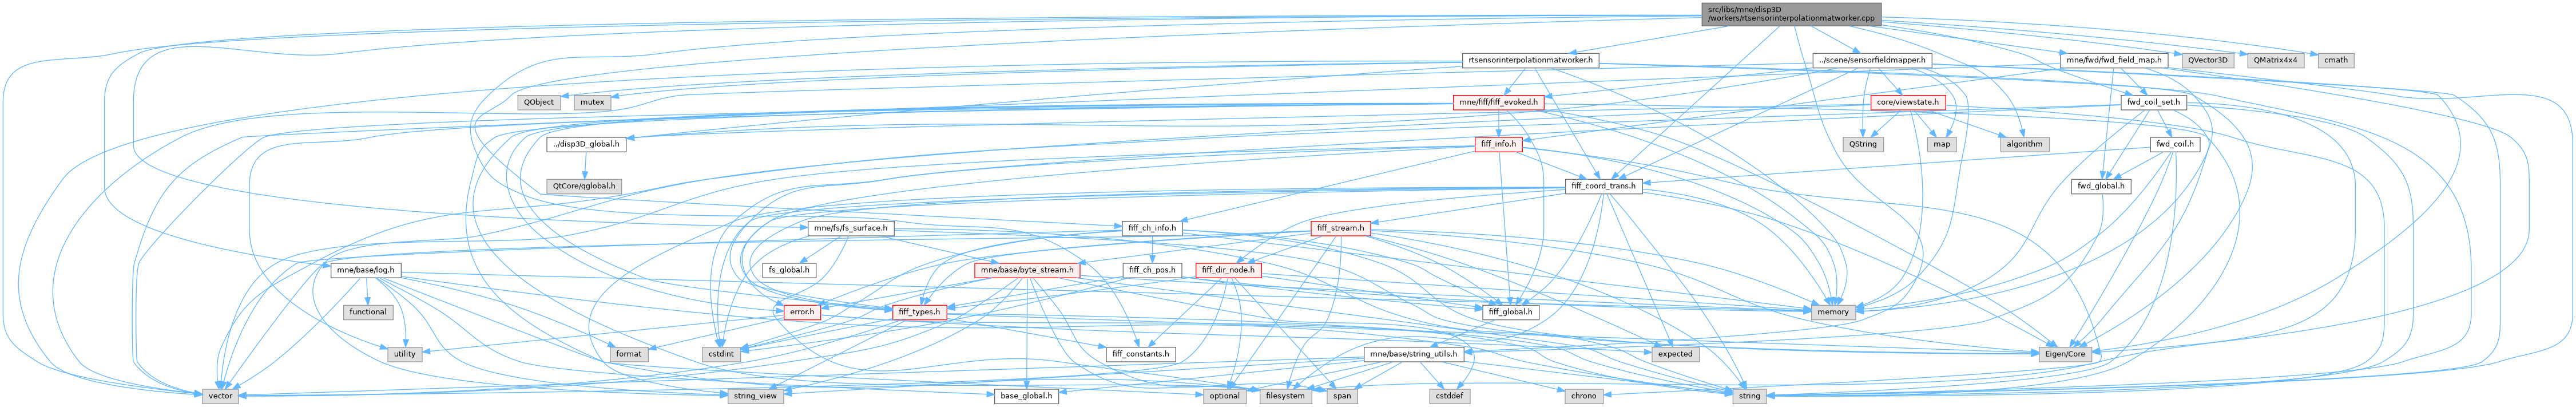 src/libs/mne/disp3D
/workers/rtsensorinterpolationmatworker.cpp
rtsensorinterpolationmatworker.h
../scene/sensorfieldmapper.h
mne/fwd/fwd_field_map.h
QVector3D
QMatrix4x4
cmath
QObject
mutex
mne/fiff/fiff_evoked.h
core/viewstate.h
fwd_coil_set.h
../disp3D_global.h
fiff_info.h
QString
map
algorithm
fwd_coil.h
QtCore/qglobal.h
fiff_coord_trans.h
fwd_global.h
mne/fs/fs_surface.h
fiff_ch_info.h
fiff_stream.h
mne/base/log.h
fs_global.h
mne/base/byte_stream.h
fiff_ch_pos.h
fiff_dir_node.h
functional
error.h
fiff_types.h
fiff_global.h
memory
utility
format
cstdint
fiff_constants.h
mne/base/string_utils.h
expected
Eigen/Core
vector
string_view
base_global.h
optional
filesystem
span
cstddef
chrono
string